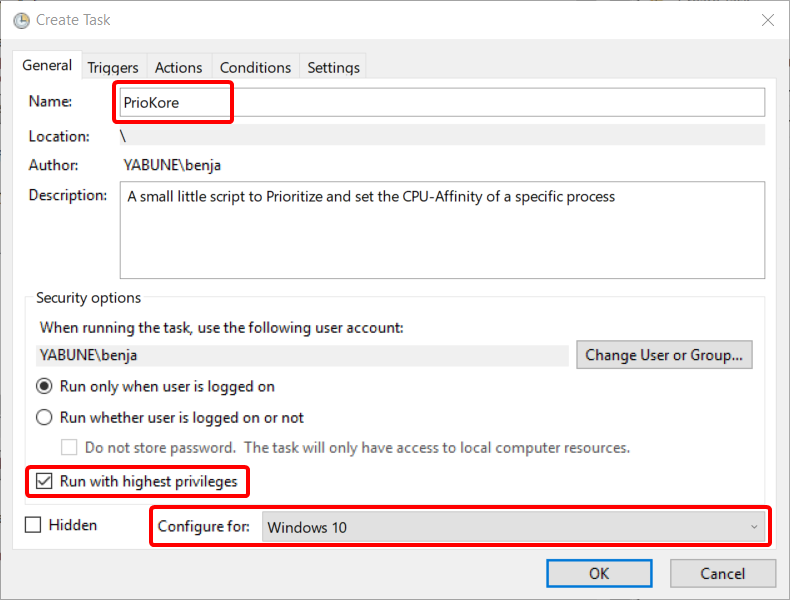 Create Task
General Triggers Actions Conditions Settings
Name: PrioKore
Location: \
Author: YABUNE\benja
Description: A small little script to Prioritize and set the CPU-Affinity of a specific process
Security options
When running the task, use the following user account:
YABUNE\benja Change User or Group...
Run only when user is logged on
Run whether user is logged on or not
Do not store password. The task will only have access to local computer resources.
Run with highest privileges
Hidden Configure for: Windows 10
OK Cancel